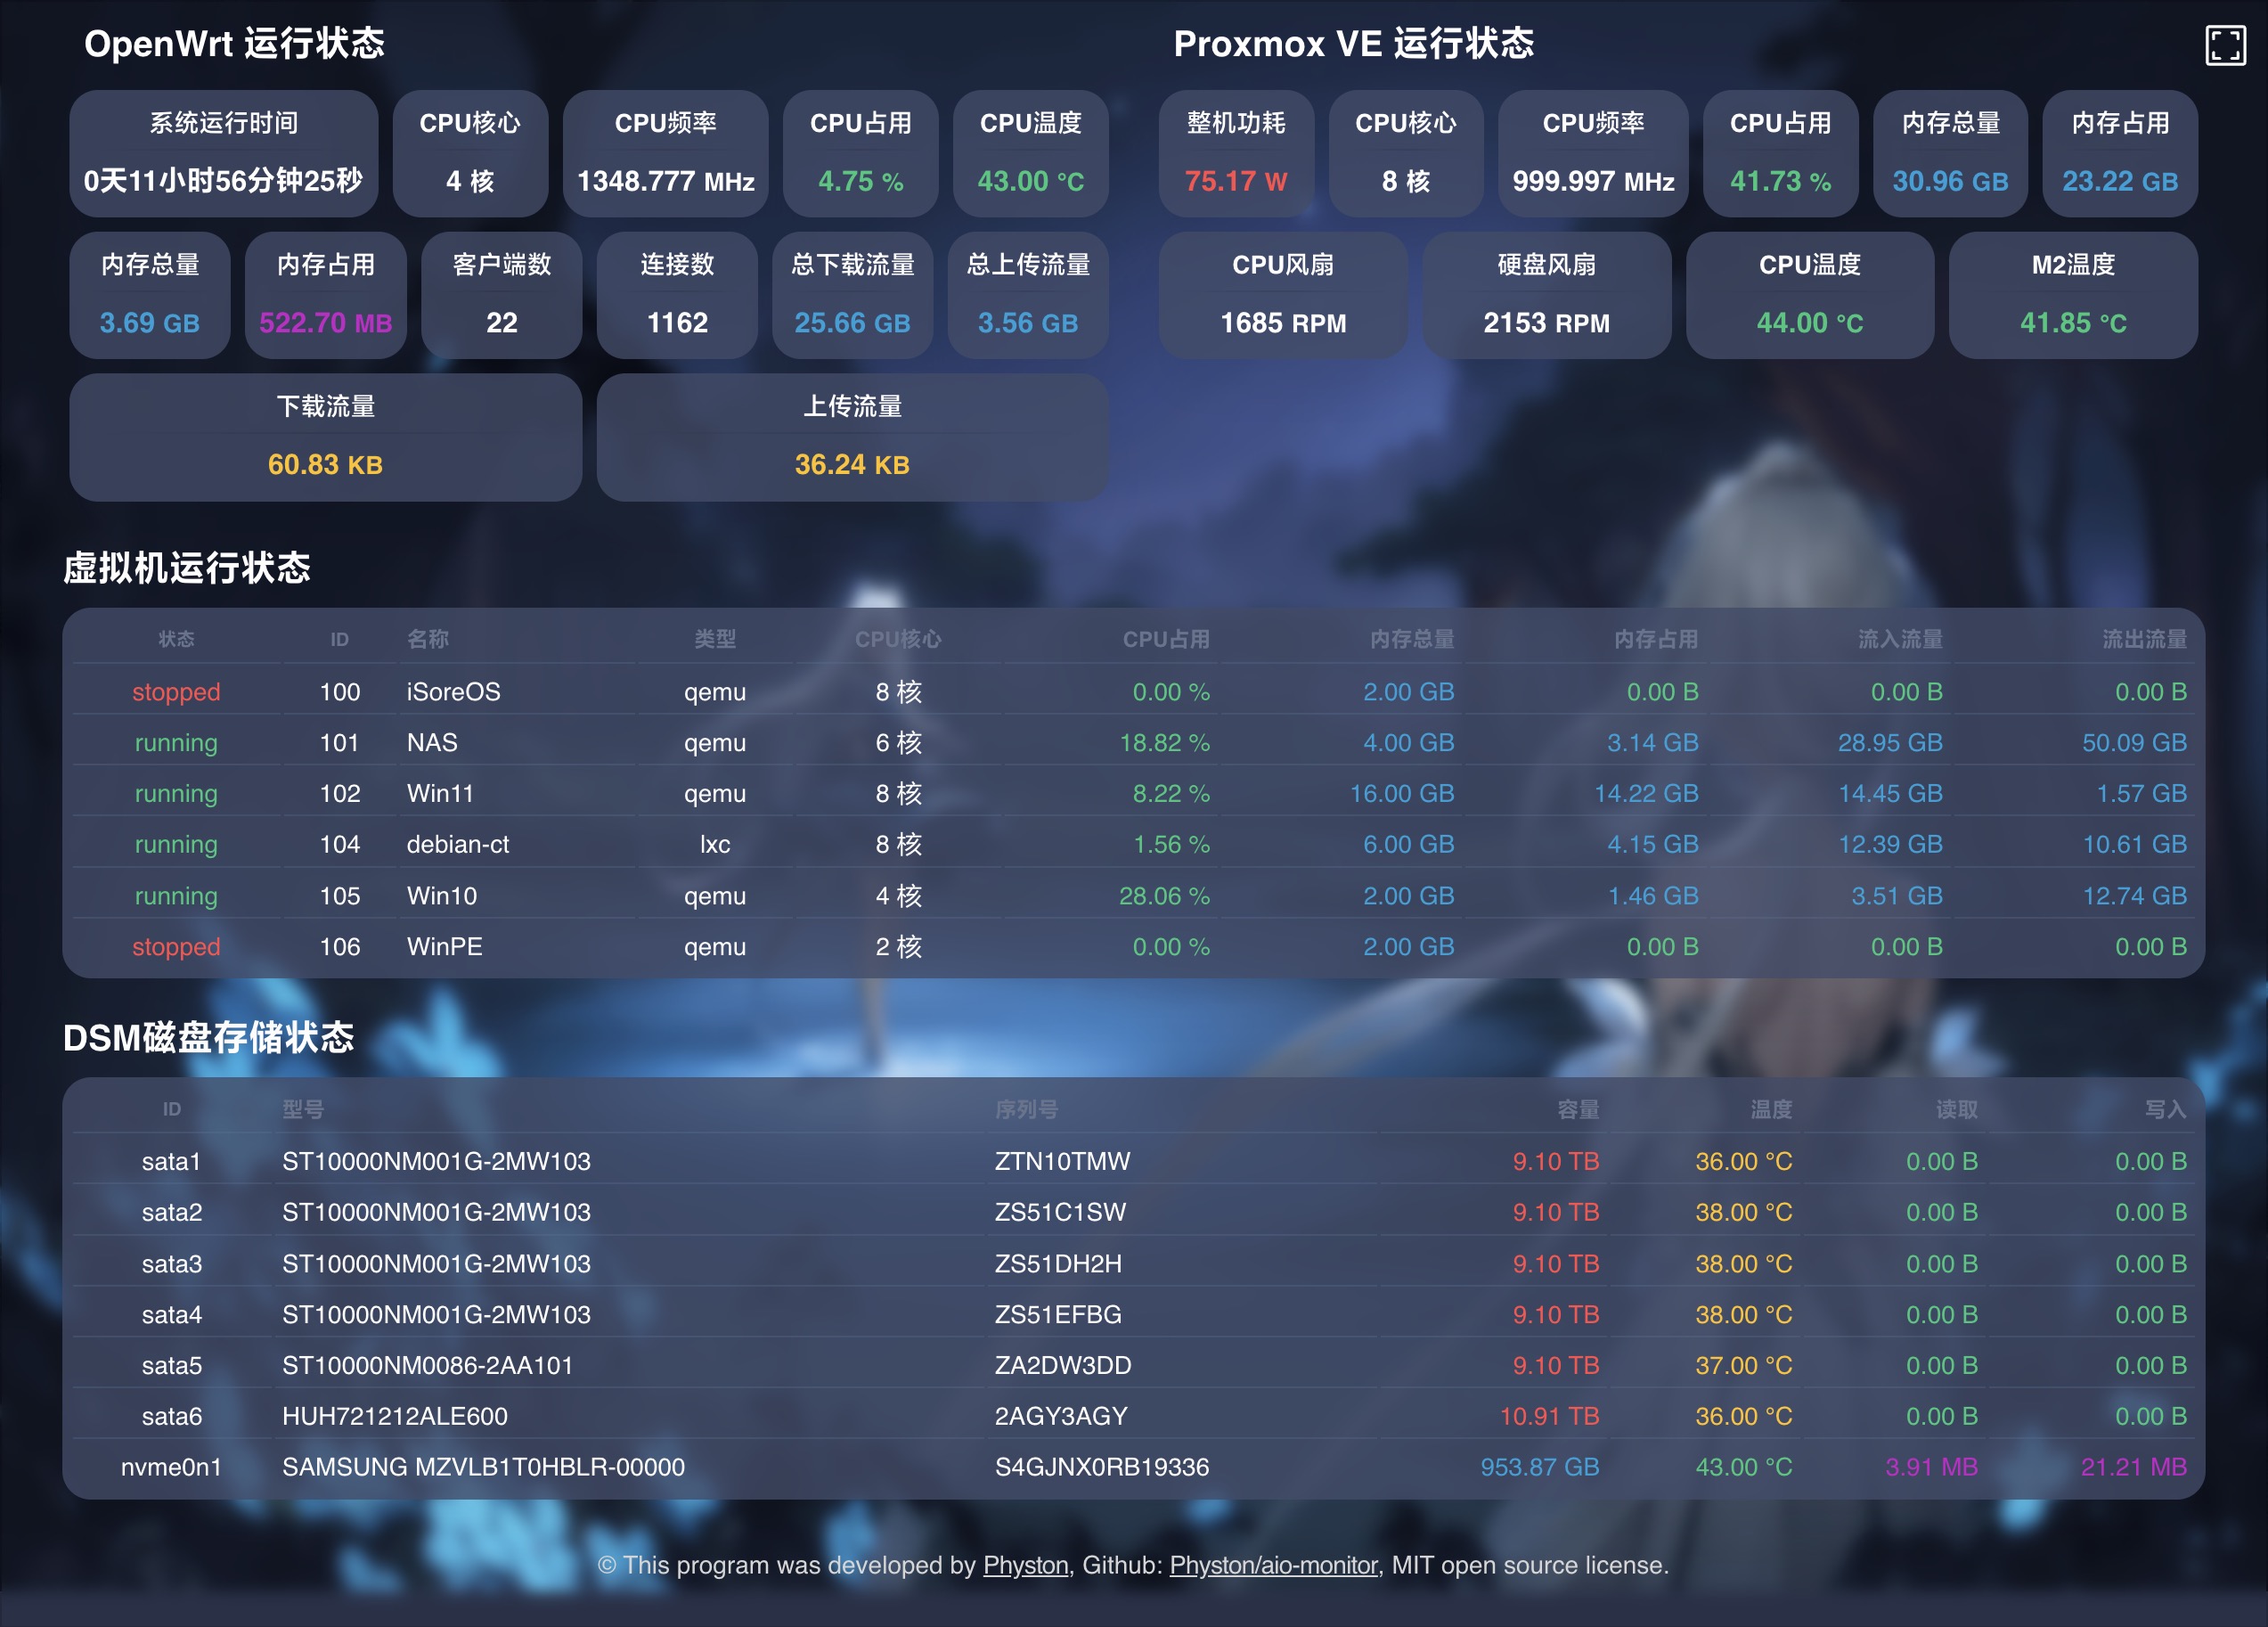 OpenWrt 运行状态
系统运行时间 CPU核心 CPU频率 CPU占用 CPU温度
0天11小时56分钟25秒 4 核 1348.777 MHz 4.75 % 43.00 °C
内存总量 内存占用 客户端数 连接数 总下载流量 总上传流量
3.69 GB 522.70 MB 22 1162 25.66 GB 3.56 GB
下载流量 上传流量
60.83 KB 36.24 KB
Proxmox VE 运行状态
整机功耗 CPU核心 CPU频率 CPU占用 内存总量 内存占用
75.17 W 8 核 999.997 MHz 41.73 % 30.96 GB 23.22 GB
CPU风扇 硬盘风扇 CPU温度 M2温度
1685 RPM 2153 RPM 44.00 °C 41.85 °C
虚拟机运行状态
状态 ID 名称 类型 CPU核心 CPU占用 内存总量 内存占用 流入流量 流出流量
stopped 100 iSoreOS qemu 8 核 0.00 % 2.00 GB 0.00 B 0.00 B 0.00 B
running 101 NAS qemu 6 核 18.82 % 4.00 GB 3.14 GB 28.95 GB 50.09 GB
running 102 Win11 qemu 8 核 8.22 % 16.00 GB 14.22 GB 14.45 GB 1.57 GB
running 104 debian-ct lxc 8 核 1.56 % 6.00 GB 4.15 GB 12.39 GB 10.61 GB
running 105 Win10 qemu 4 核 28.06 % 2.00 GB 1.46 GB 3.51 GB 12.74 GB
stopped 106 WinPE qemu 2 核 0.00 % 2.00 GB 0.00 B 0.00 B 0.00 B
DSM磁盘存储状态
ID 型号 序列号 容量 温度 读取 写入
sata1 ST10000NM001G-2MW103 ZTN10TMW 9.10 TB 36.00 °C 0.00 B 0.00 B
sata2 ST10000NM001G-2MW103 ZS51C1SW 9.10 TB 38.00 °C 0.00 B 0.00 B
sata3 ST10000NM001G-2MW103 ZS51DH2H 9.10 TB 38.00 °C 0.00 B 0.00 B
sata4 ST10000NM001G-2MW103 ZS51EFBG 9.10 TB 38.00 °C 0.00 B 0.00 B
sata5 ST10000NM0086-2AA101 ZA2DW3DD 9.10 TB 37.00 °C 0.00 B 0.00 B
sata6 HUH721212ALE600 2AGY3AGY 10.91 TB 36.00 °C 0.00 B 0.00 B
nvme0n1 SAMSUNG MZVLB1T0HBLR-00000 S4GJNX0RB19336 953.87 GB 43.00 °C 3.91 MB 21.21 MB
© This program was developed by Physton, Github: Physton/aio-monitor, MIT open source license.